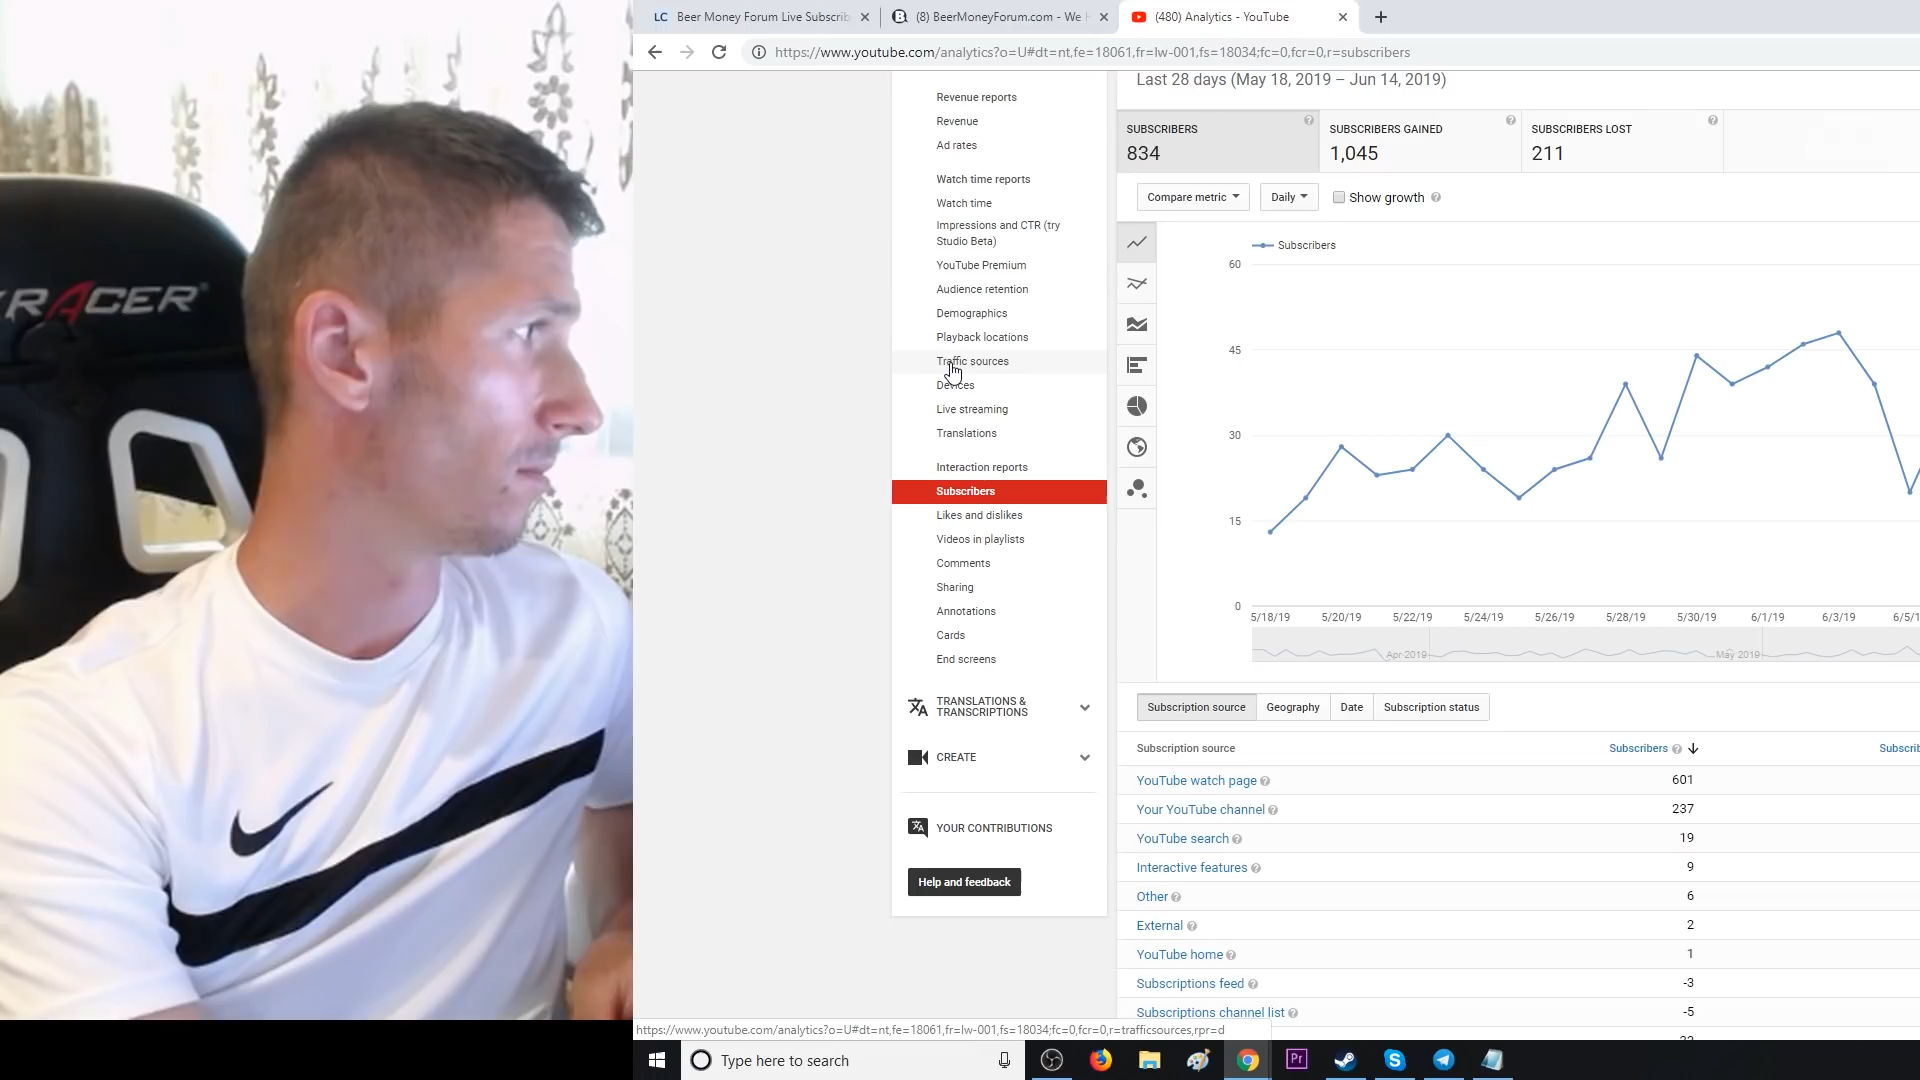 Beer Money Forum Live Subscrib
(8) BeerMoneyForum.com - We H
(480) Analytics - YouTube
https://www.youtube.com/analytics?o=U#dt=nt,fe=18061,fr=lw-001,fs=18034;fc=0,fcr=0,r=subscribers
Last 28 days (May 18, 2019 – Jun 14, 2019)
Revenue reports
Revenue
Ad rates
Watch time reports
Watch time
Impressions and CTR (try
Studio Beta)
YouTube Premium
Audience retention
Demographics
Playback locations
Traffic sources
Devices
Live streaming
Translations
Interaction reports
Subscribers
Likes and dislikes
Videos in playlists
Comments
Sharing
Annotations
Cards
End screens
TRANSLATIONS &
TRANSCRIPTIONS
CREATE
YOUR CONTRIBUTIONS
Help and feedback
SUBSCRIBERS
834
SUBSCRIBERS GAINED
1,045
SUBSCRIBERS LOST
211
Compare metric
Daily
Show growth
Subscribers
60
45
30
15
0
5/18/19 5/20/19 5/22/19 5/24/19 5/26/19 5/28/19 5/30/19 6/1/19 6/3/19 6/5/1
Apr 2019
May 2019
Subscription source
Geography
Date
Subscription status
Subscription source Subscribers Subscrib
YouTube watch page 601
Your YouTube channel 237
YouTube search 19
Interactive features 9
Other 6
External 2
YouTube home 1
Subscriptions feed -3
Subscriptions channel list -5
https://www.youtube.com/analytics?o=U#dt=nt,fe=18061,fr=lw-001,fs=18034;fc=0,fcr=0,r=trafficsources,rpr=d
Type here to search
Pr
RACER